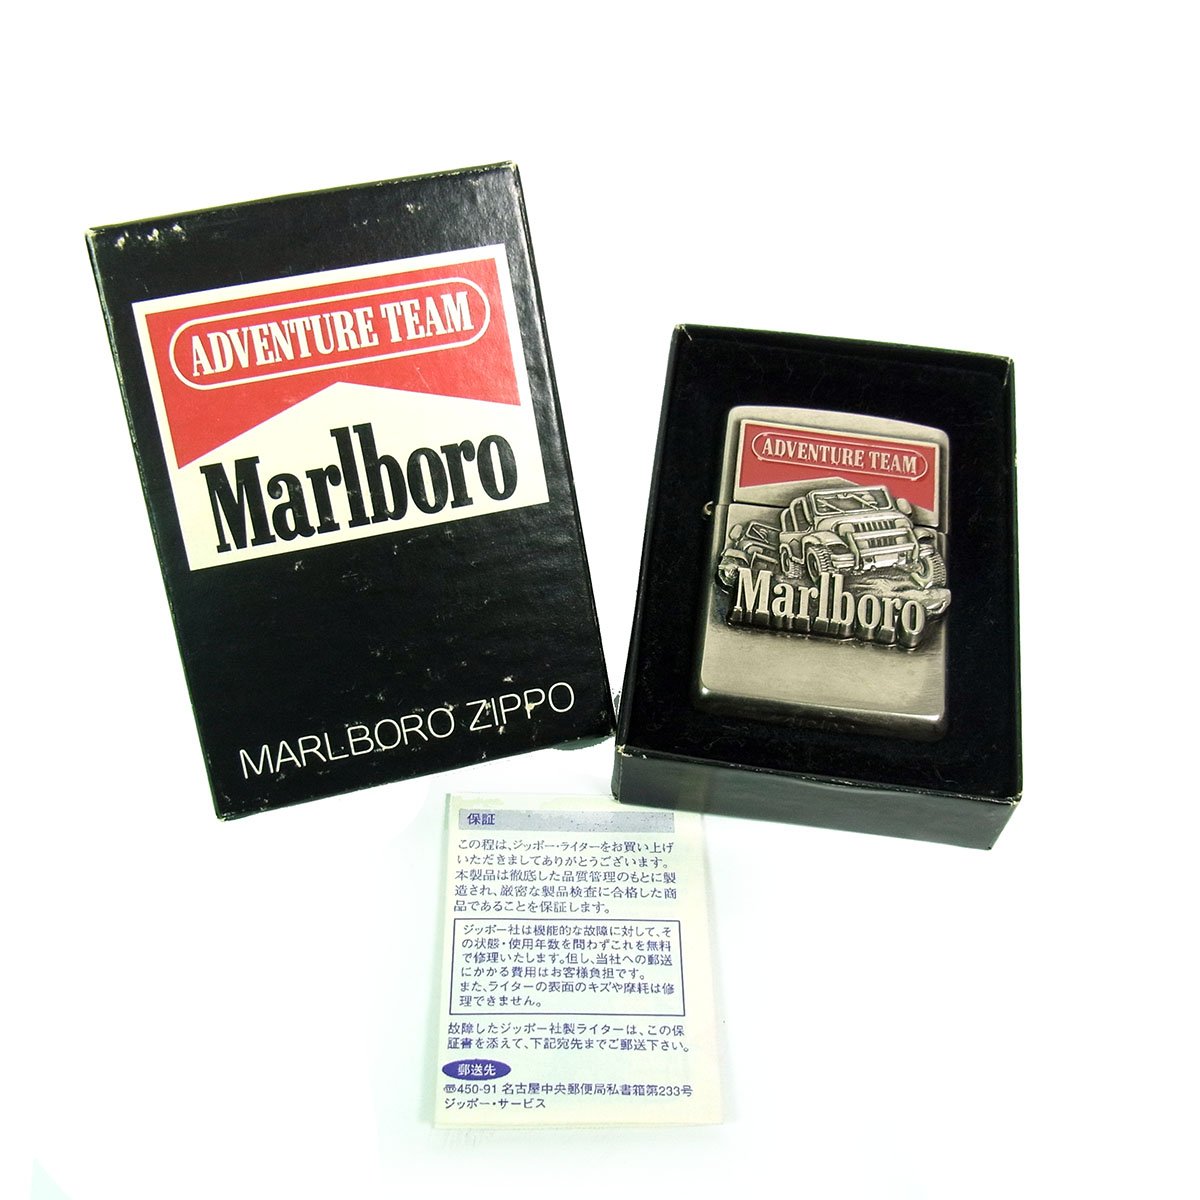 ADVENTURE TEAM
Marlboro
MARLBORO ZIPPO
ADVENTURE TEAM
Marlboro
保証
この程は、ジッポー・ライターをお買い上げ
いただきましてありがとうございます。
本製品は徹底した品質管理のもとに製
造され、厳密な製品検査に合格した商
品であることを保証します。
ジッポー社は機能的な故障に対して、そ
の状態・使用年数を問わずこれを無料
で修理いたします。但し、当社への郵送
にかかる費用はお客様負担です。
また、ライターの表面のキズや摩耗は修
理できません。
故障したジッポー社製ライターは、この保
証書を添えて、下記宛先までご郵送下さい。
郵送先
〠450-91 名古屋中央郵便局私書箱第233号
ジッポー・サービス